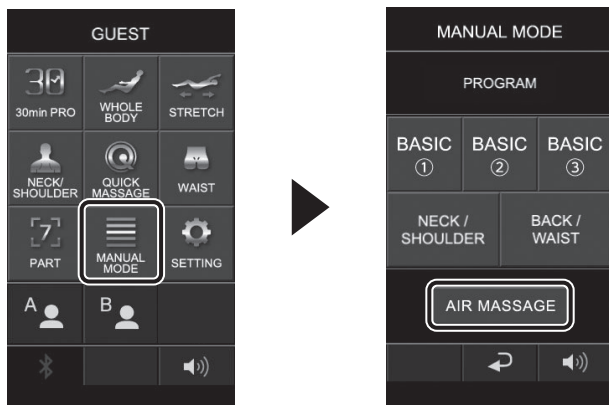 GUEST
30
30min PRO
WHOLE
BODY
STRETCH
NECK/
SHOULDER
QUICK
MASSAGE
WAIST
7
PART
MANUAL
MODE
SETTING
A
B
MANUAL MODE
PROGRAM
BASIC
①
BASIC
②
BASIC
③
NECK /
SHOULDER
BACK /
WAIST
AIR MASSAGE